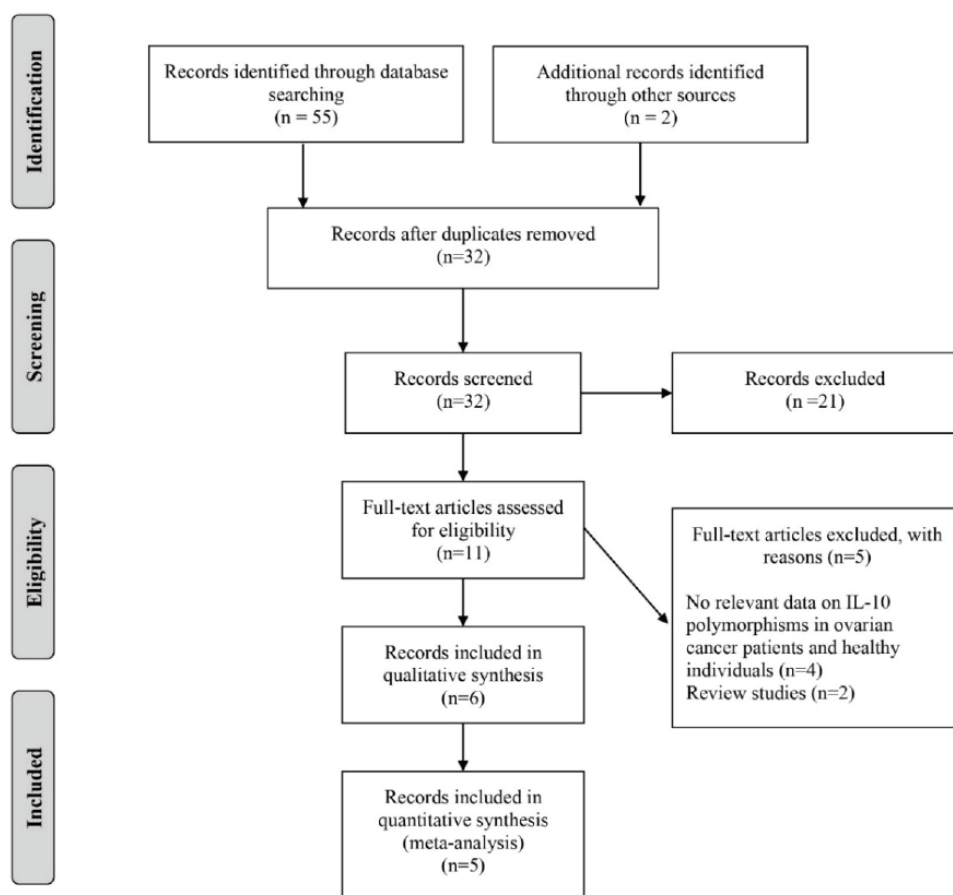 Identification
Records identified through database
searching
(n = 55)
Additional records identified
through other sources
(n = 2)
Records after duplicates removed
(n=32)
Screening
Records screened
(n=32)
Records excluded
(n =21)
Eligibility
Full-text articles assessed
for eligibility
(n=11)
Full-text articles excluded, with
reasons (n=5)
No relevant data on IL-10
polymorphisms in ovarian
cancer patients and healthy
individuals (n=4)
Review studies (n=2)
Records included in
qualitative synthesis
(n=6)
Included
Records included in
quantitative synthesis
(meta-analysis)
(n=5)